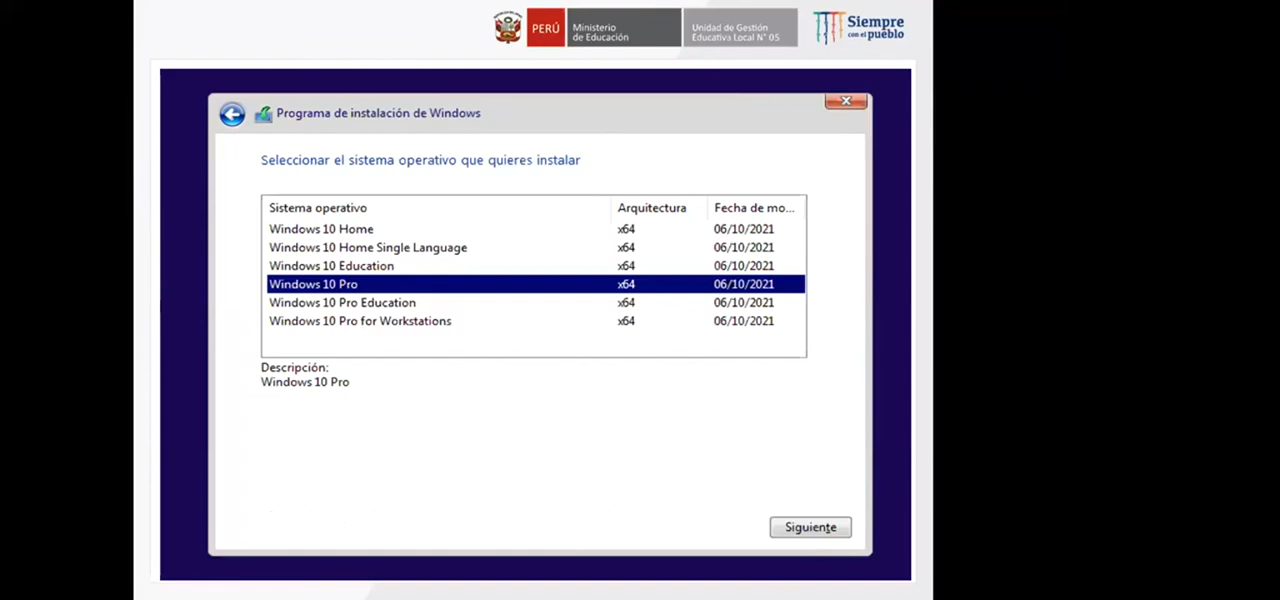 PERÚ
Ministerio
de Educación
Unidad de Gestión
Educativa Local N° 05
Siempre
con el pueblo
Programa de instalación de Windows
Seleccionar el sistema operativo que quieres instalar
Sistema operativo Arquitectura Fecha de mo...
Windows 10 Home x64 06/10/2021
Windows 10 Home Single Language x64 06/10/2021
Windows 10 Education x64 06/10/2021
Windows 10 Pro x64 06/10/2021
Windows 10 Pro Education x64 06/10/2021
Windows 10 Pro for Workstations x64 06/10/2021
Descripción:
Windows 10 Pro
Siguiente